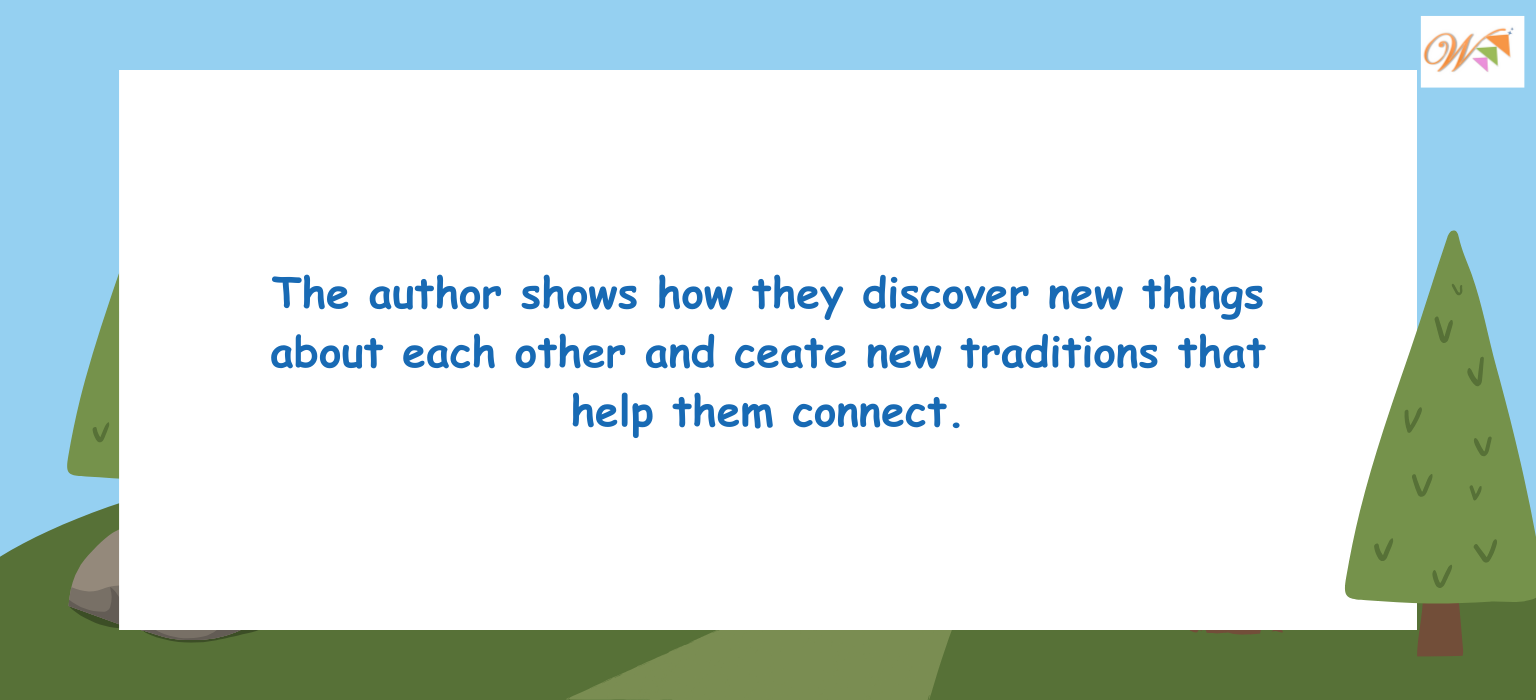 W
The author shows how they discover new things
about each other and ceate new traditions that
help them connect.